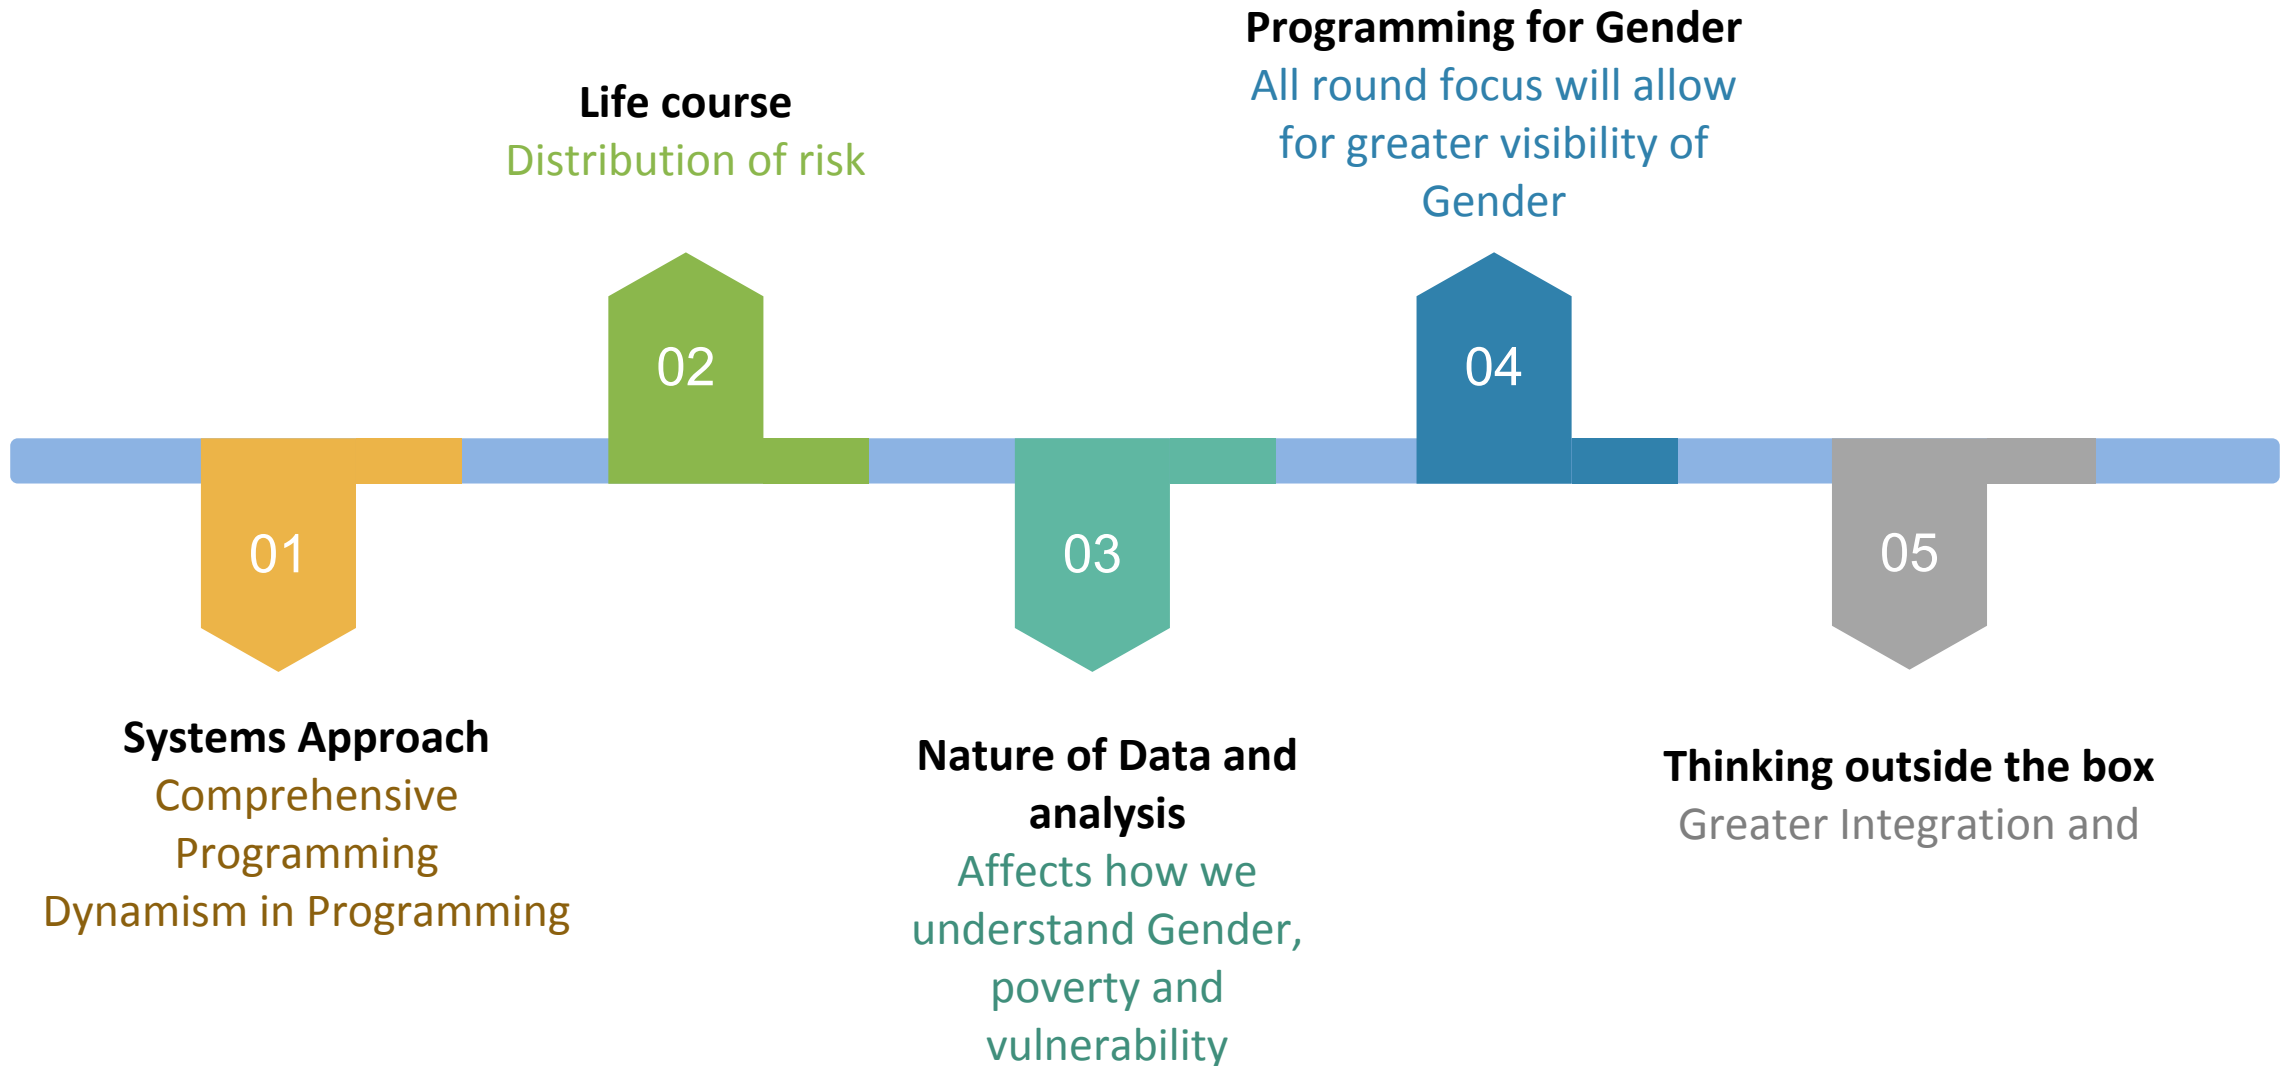 01
Systems Approach
Comprehensive
Programming
Dynamism in Programming
02
Life course
Distribution of risk
03
Nature of Data and
analysis
Affects how we
understand Gender,
poverty and
vulnerability
04
Programming for Gender
All round focus will allow
for greater visibility of
Gender
05
Thinking outside the box
Greater Integration and